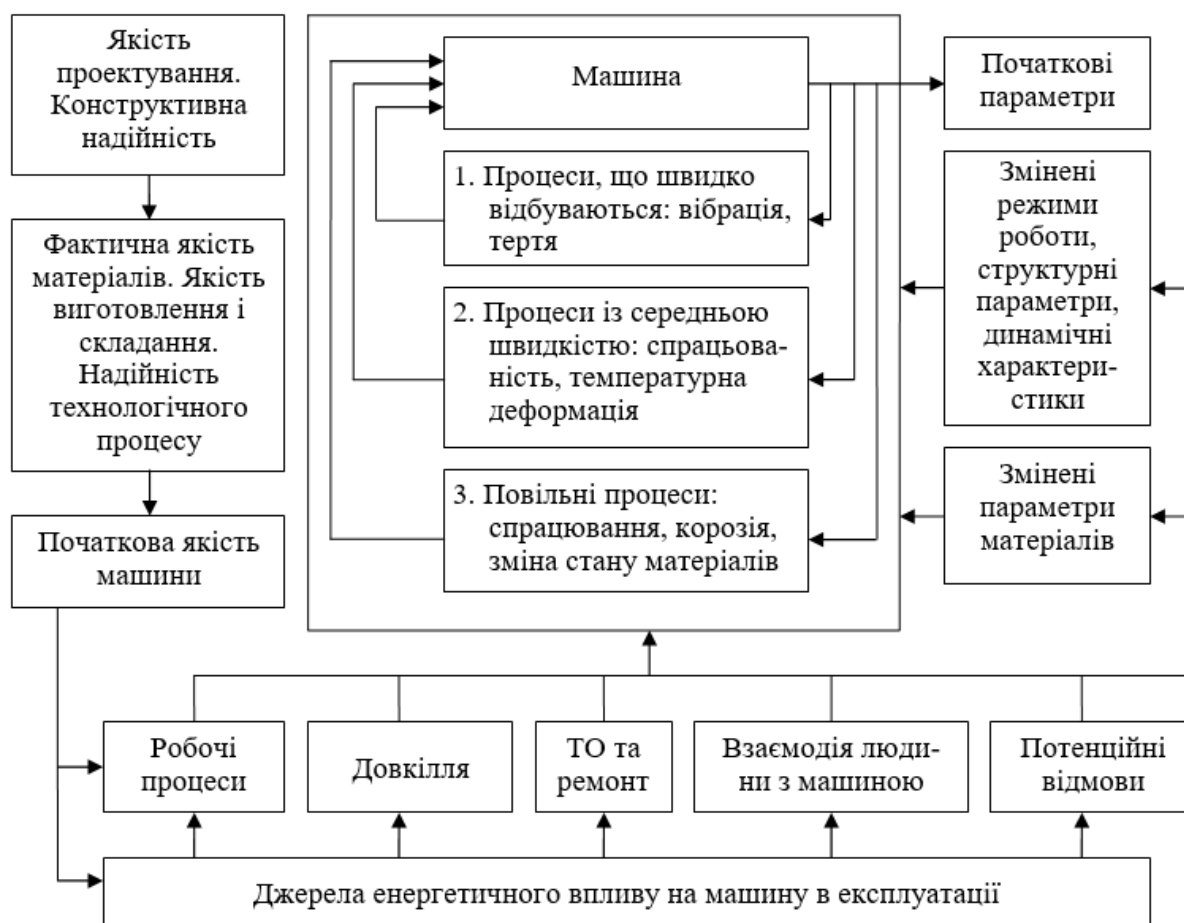 Якість
проектування.
Конструктивна
надійність
Фактична якість
матеріалів. Якість
виготовлення і
складання.
Надійність
технологічного
процесу
Початкова якість
машини
Машина
1. Процеси, що швидко
відбуваються: вібрація,
тертя
2. Процеси із середньою
швидкістю: спрацьова-
ність, температурна
деформація
3. Повільні процеси:
спрацювання, корозія,
зміна стану матеріалів
Початкові
параметри
Змінені
режими
роботи,
структурні
параметри,
динамічні
характери-
стики
Змінені
параметри
матеріалів
Робочі
процеси
Довкілля
ТО та
ремонт
Взаємодія люди-
ни з машиною
Потенційні
відмови
Джерела енергетичного впливу на машину в експлуатації